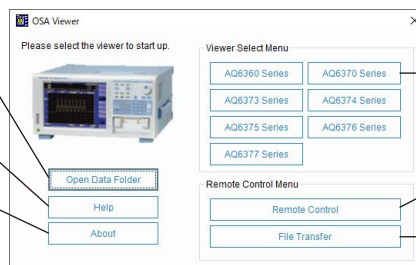 OSA Viewer
Please select the viewer to start up.
Open Data Folder
Help
About
Viewer Select Menu
AQ6360 Series AQ6370 Series
AQ6373 Series AQ6374 Series
AQ6375 Series AQ6376 Series
AQ6377 Series
Remote Control Menu
Remote Control
File Transfer